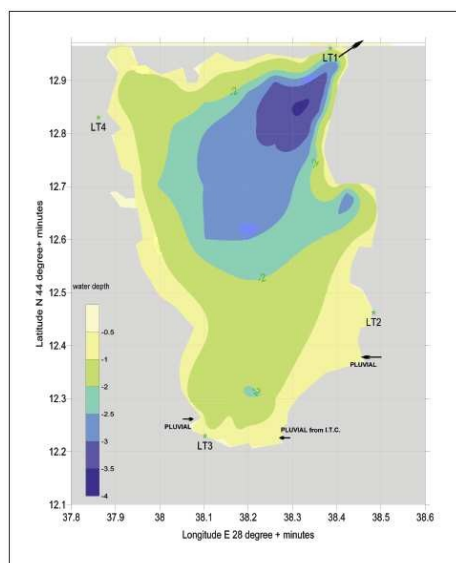 LT1
12.9
-2
LT4
12.8
2
12.7
12.6
-2
Latitude N 44 degree+ minutes
water depth
12.5
-0.5
LT2
-1
12.4
PLUVIAL
-2
-2.5
12.3
-2
-3
PLUVIAL
PLUVIAL from I.T.C.
-3.5
12.2
LT3
-4
12.1
37.8 37.9 38 38.1 38.2 38.3 38.4 38.5 38.6
Longitude E 28 degree + minutes